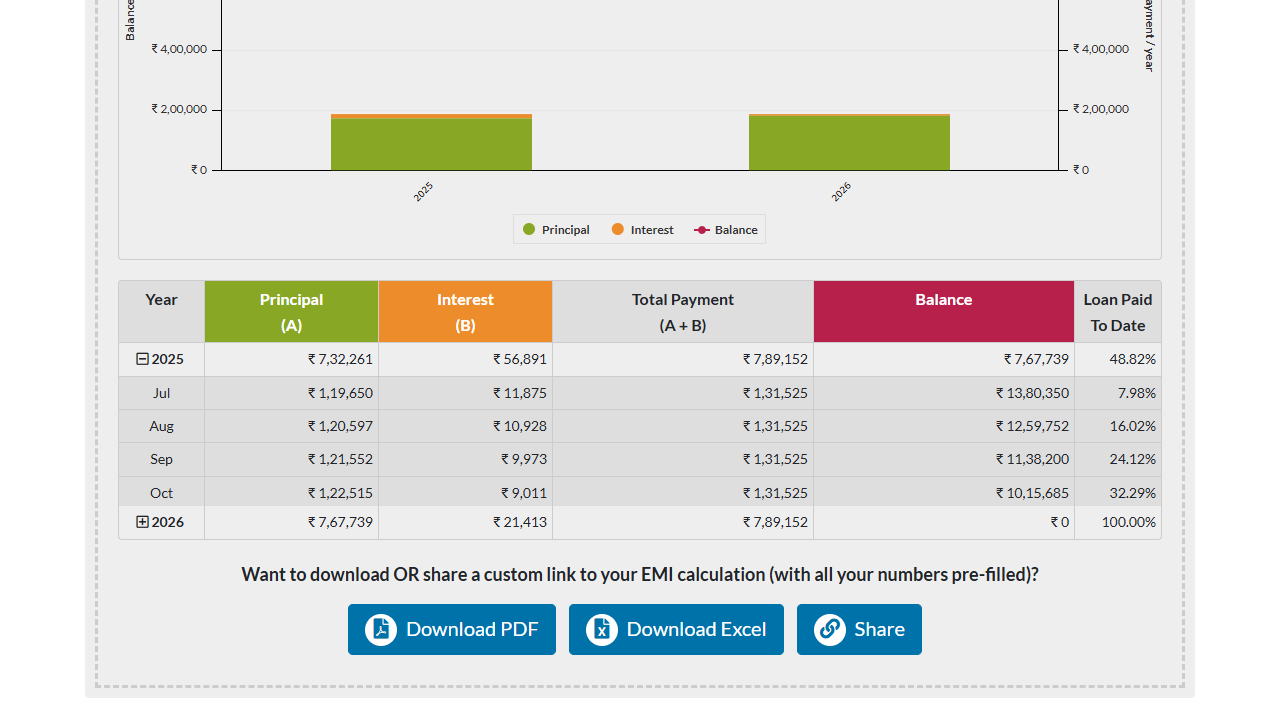 Balance
ayment / year
₹ 4,00,000
₹ 4,00,000
₹ 2,00,000
₹ 2,00,000
₹ 0
₹ 0
2025
2026
Principal Interest Balance
Year Principal (A) Interest (B) Total Payment (A + B) Balance Loan Paid To Date
2025 ₹ 7,32,261 ₹ 56,891 ₹ 7,89,152 ₹ 7,67,739 48.82%
Jul ₹ 1,19,650 ₹ 11,875 ₹ 1,31,525 ₹ 13,80,350 7.98%
Aug ₹ 1,20,597 ₹ 10,928 ₹ 1,31,525 ₹ 12,59,752 16.02%
Sep ₹ 1,21,552 ₹ 9,973 ₹ 1,31,525 ₹ 11,38,200 24.12%
Oct ₹ 1,22,515 ₹ 9,011 ₹ 1,31,525 ₹ 10,15,685 32.29%
2026 ₹ 7,67,739 ₹ 21,413 ₹ 7,89,152 ₹ 0 100.00%
Want to download OR share a custom link to your EMI calculation (with all your numbers pre-filled)?
Download PDF Download Excel Share